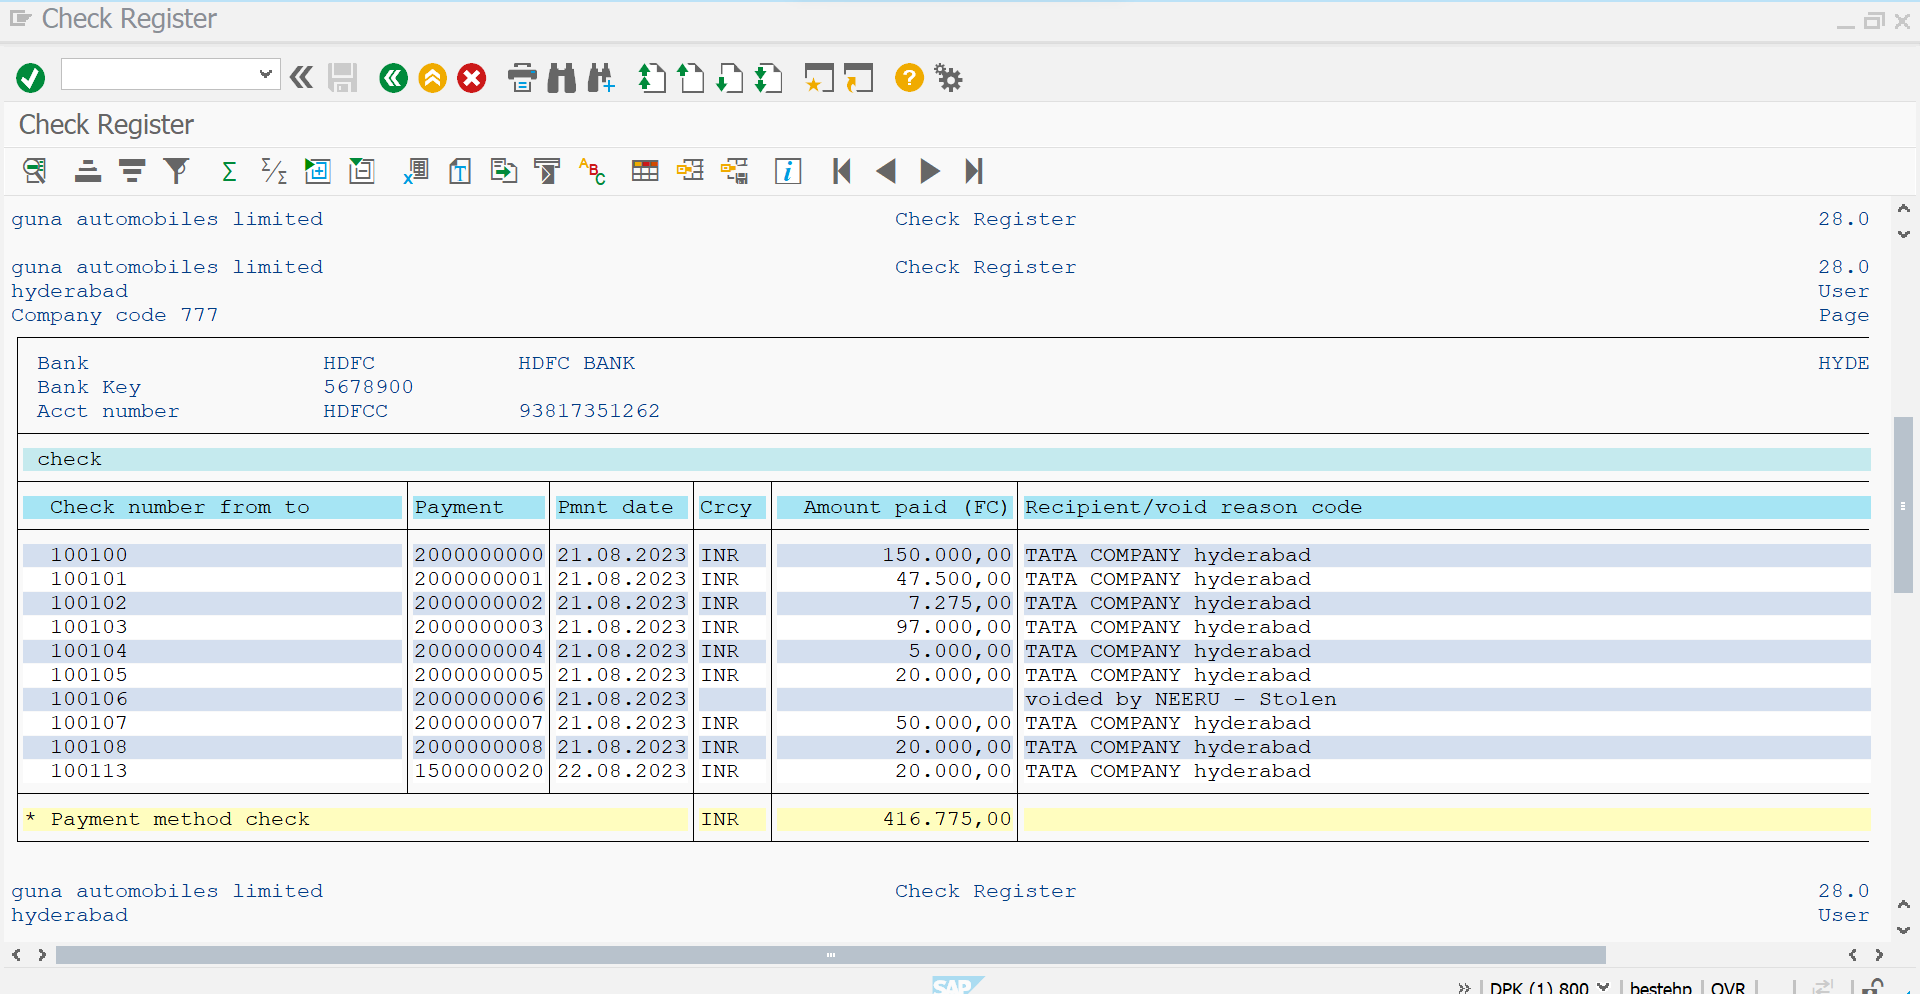 Check Register
Check Register
guna automobiles limited Check Register 28.0
guna automobiles limited Check Register 28.0
hyderabad User
Company code 777 Page
Bank HDFC HDFC BANK HYDE
Bank Key 5678900
Acct number HDFCC 93817351262
check
Check number from to Payment Pmnt date Crcy Amount paid (FC) Recipient/void reason code
100100 2000000000 21.08.2023 INR 150.000,00 TATA COMPANY hyderabad
100101 2000000001 21.08.2023 INR 47.500,00 TATA COMPANY hyderabad
100102 2000000002 21.08.2023 INR 7.275,00 TATA COMPANY hyderabad
100103 2000000003 21.08.2023 INR 97.000,00 TATA COMPANY hyderabad
100104 2000000004 21.08.2023 INR 5.000,00 TATA COMPANY hyderabad
100105 2000000005 21.08.2023 INR 20.000,00 TATA COMPANY hyderabad
100106 2000000006 21.08.2023 voided by NEERU - Stolen
100107 2000000007 21.08.2023 INR 50.000,00 TATA COMPANY hyderabad
100108 2000000008 21.08.2023 INR 20.000,00 TATA COMPANY hyderabad
100113 1500000020 22.08.2023 INR 20.000,00 TATA COMPANY hyderabad
* Payment method check INR 416.775,00
guna automobiles limited Check Register 28.0
hyderabad User
SAP DPK (1) 800 bestehp OVR